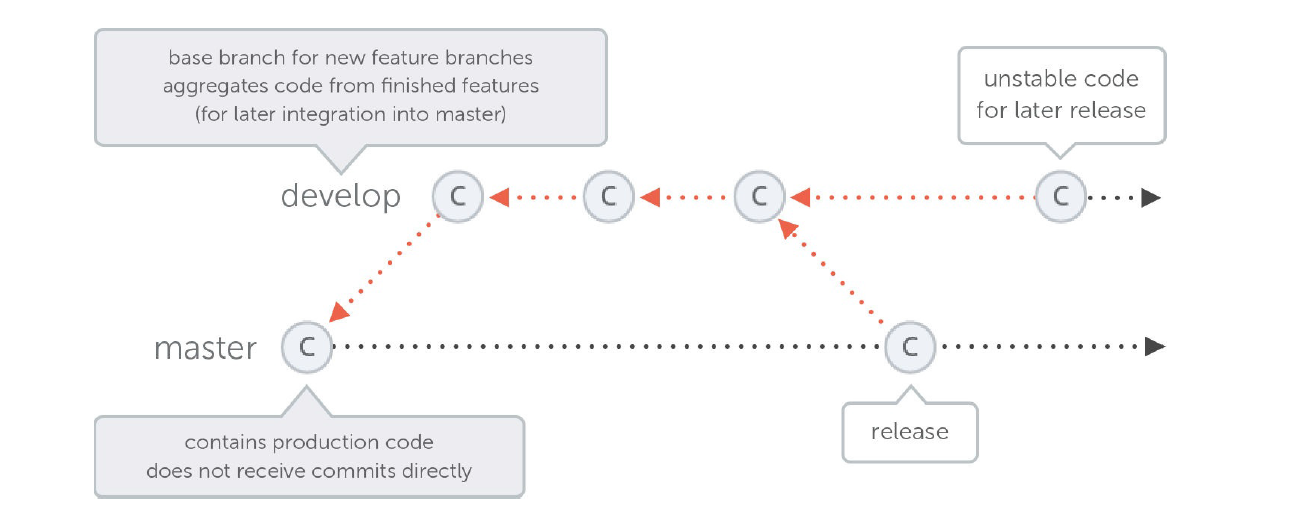 base branch for new feature branches
aggregates code from finished features
(for later integration into master)
unstable code
for later release
develop
C
C
C
C
master
C
C
contains production code
does not receive commits directly
release